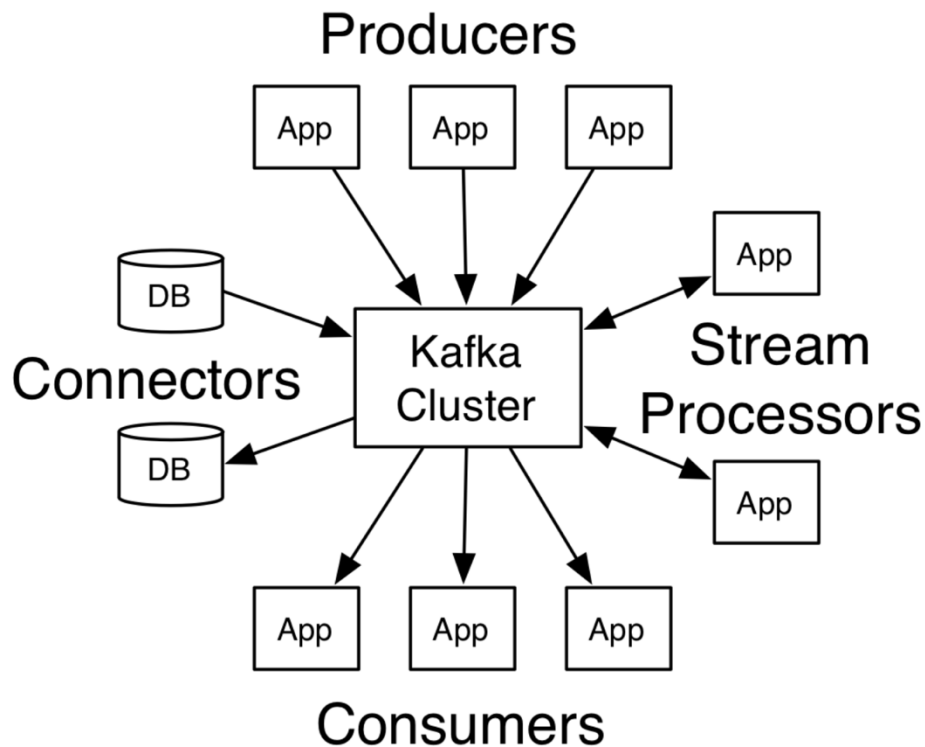 Producers
App
App
App
App
DB
Kafka
Cluster
Stream
Processors
Connectors
DB
App
App
App
App
Consumers